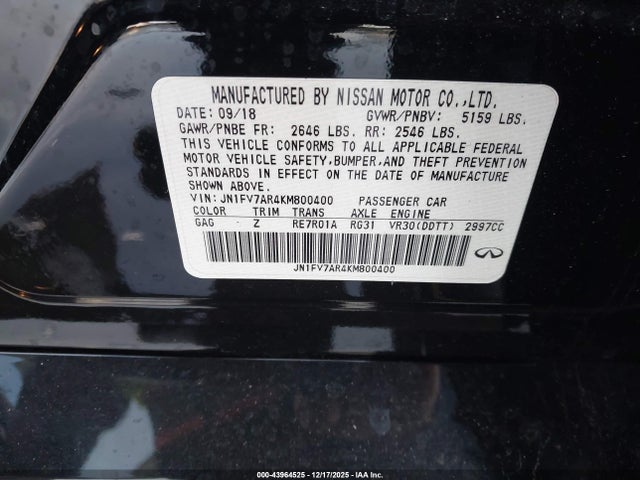 MANUFACTURED BY NISSAN MOTOR CO.,LTD.
DATE: 09/18 GVWR/PNBV: 5159 LBS.
GAWR/PNBE FR: 2646 LBS. RR: 2546 LBS.
THIS VEHICLE CONFORMS TO ALL APPLICABLE FEDERAL
MOTOR VEHICLE SAFETY,BUMPER,AND THEFT PREVENTION
STANDARDS IN EFFECT ON THE DATE OF MANUFACTURE
SHOWN ABOVE.
VIN: JN1FV7AR4KM800400 PASSENGER CAR
COLOR TRIM TRANS AXLE ENGINE
GAG - Z RE7R01A RG31 VR30(DDTT) 2997CC
JN1FV7AR4KM800400
000-43964525 | 12/17/2025 | IAA Inc.